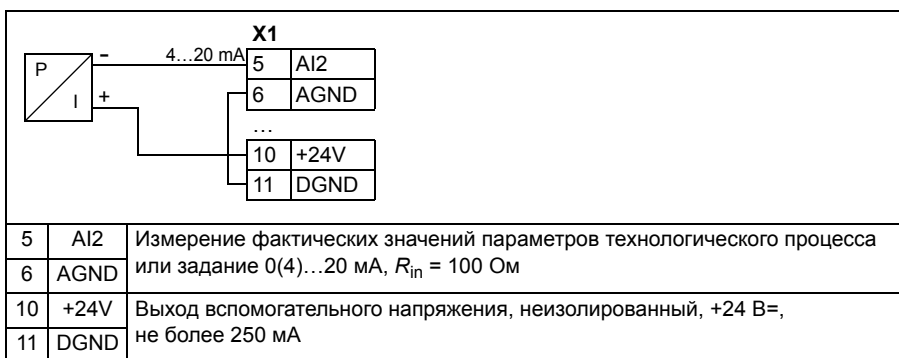 X1
P
I
-
+
4…20 mA
5 AI2
6 AGND
…
10 +24V
11 DGND
5 AI2 Измерение фактических значений параметров технологического процесса
6 AGND или задание 0(4)…20 мА, Rin = 100 Ом
10 +24V Выход вспомогательного напряжения, неизолированный, +24 В=,
11 DGND не более 250 мА